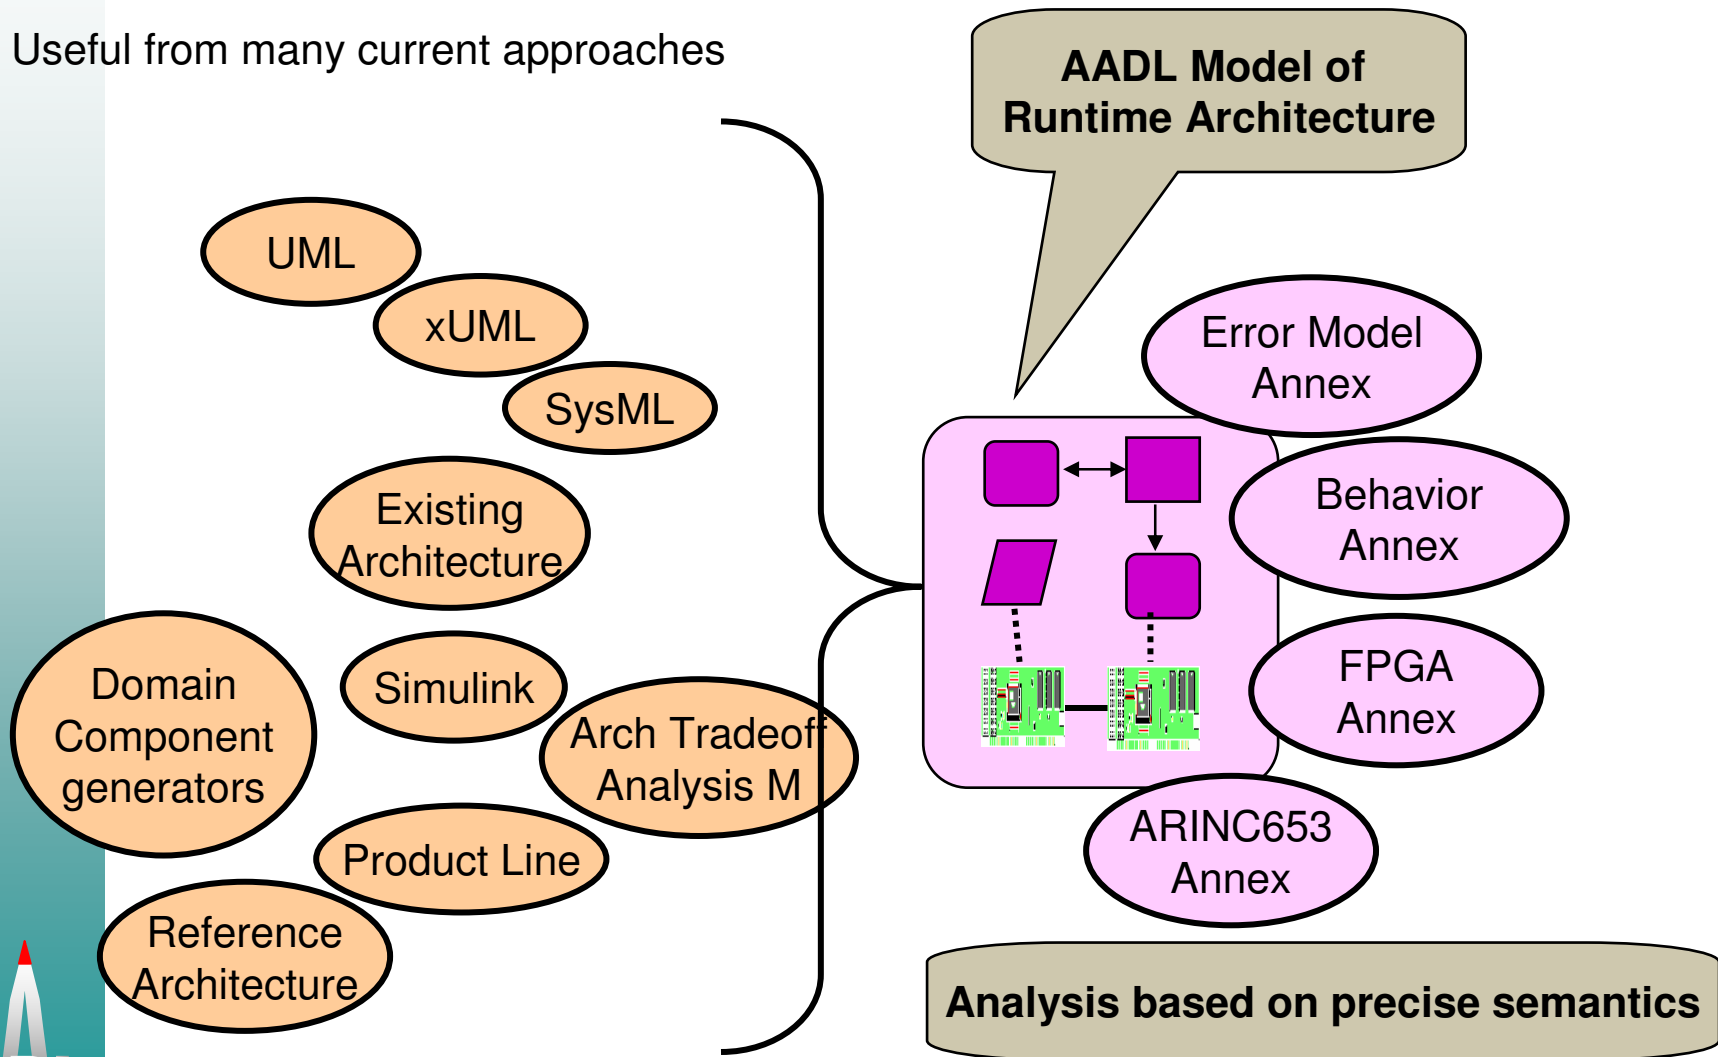 Useful from many current approaches
AADL Model of
Runtime Architecture
UML
xUML
SysML
Existing
Architecture
Domain
Component
generators
Simulink
Arch Tradeoff
Analysis M
Product Line
Reference
Architecture
Error Model
Annex
Behavior
Annex
FPGA
Annex
ARINC653
Annex
Analysis based on precise semantics